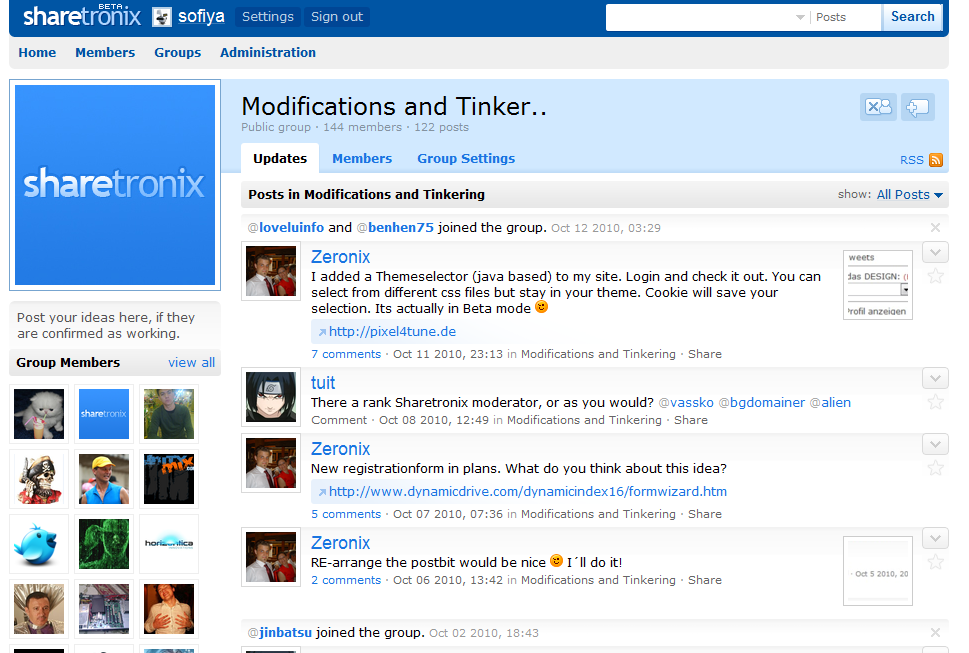 sharetronix BETA
sofiya Settings Sign out
Posts Search
Home Members Groups Administration
sharetronix
Modifications and Tinker..
Public group · 144 members · 122 posts
Updates Members Group Settings
RSS
Posts in Modifications and Tinkering
show: All Posts
@loveluinfo and @benhen75 joined the group. Oct 12 2010, 03:29
Zeronix
I added a Themeselector (java based) to my site. Login and check it out. You can
select from different css files but stay in your theme. Cookie will save your
selection. Its actually in Beta mode
http://pixel4tune.de
7 comments · Oct 11 2010, 23:13 in Modifications and Tinkering · Share
weets
das DESIGN: (
Profil anzeigen
tuit
There a rank Sharetronix moderator, or as you would? @vassko @bgdomainer @alien
Comment · Oct 08 2010, 12:49 in Modifications and Tinkering · Share
Zeronix
New registrationform in plans. What do you think about this idea?
http://www.dynamicdrive.com/dynamicindex16/formwizard.htm
5 comments · Oct 07 2010, 07:36 in Modifications and Tinkering · Share
Zeronix
RE-arrange the postbit would be nice I´ll do it!
2 comments · Oct 06 2010, 13:42 in Modifications and Tinkering · Share
· Oct 5 2010, 20
@jinbatsu joined the group. Oct 02 2010, 18:43
Post your ideas here, if they
are confirmed as working.
Group Members view all
sharetronix
horizontica